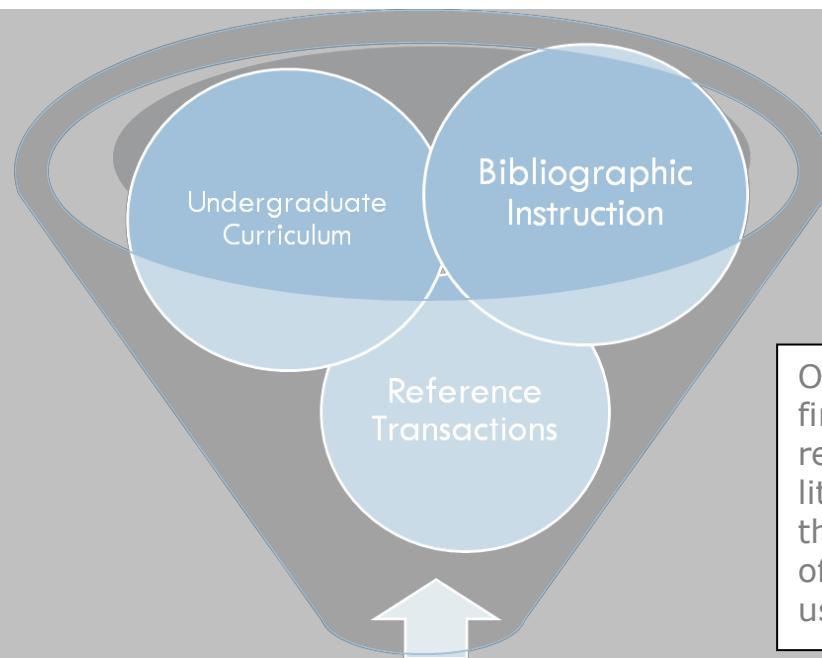 Undergraduate
Curriculum
Bibliographic
Instruction
Reference
Transactions